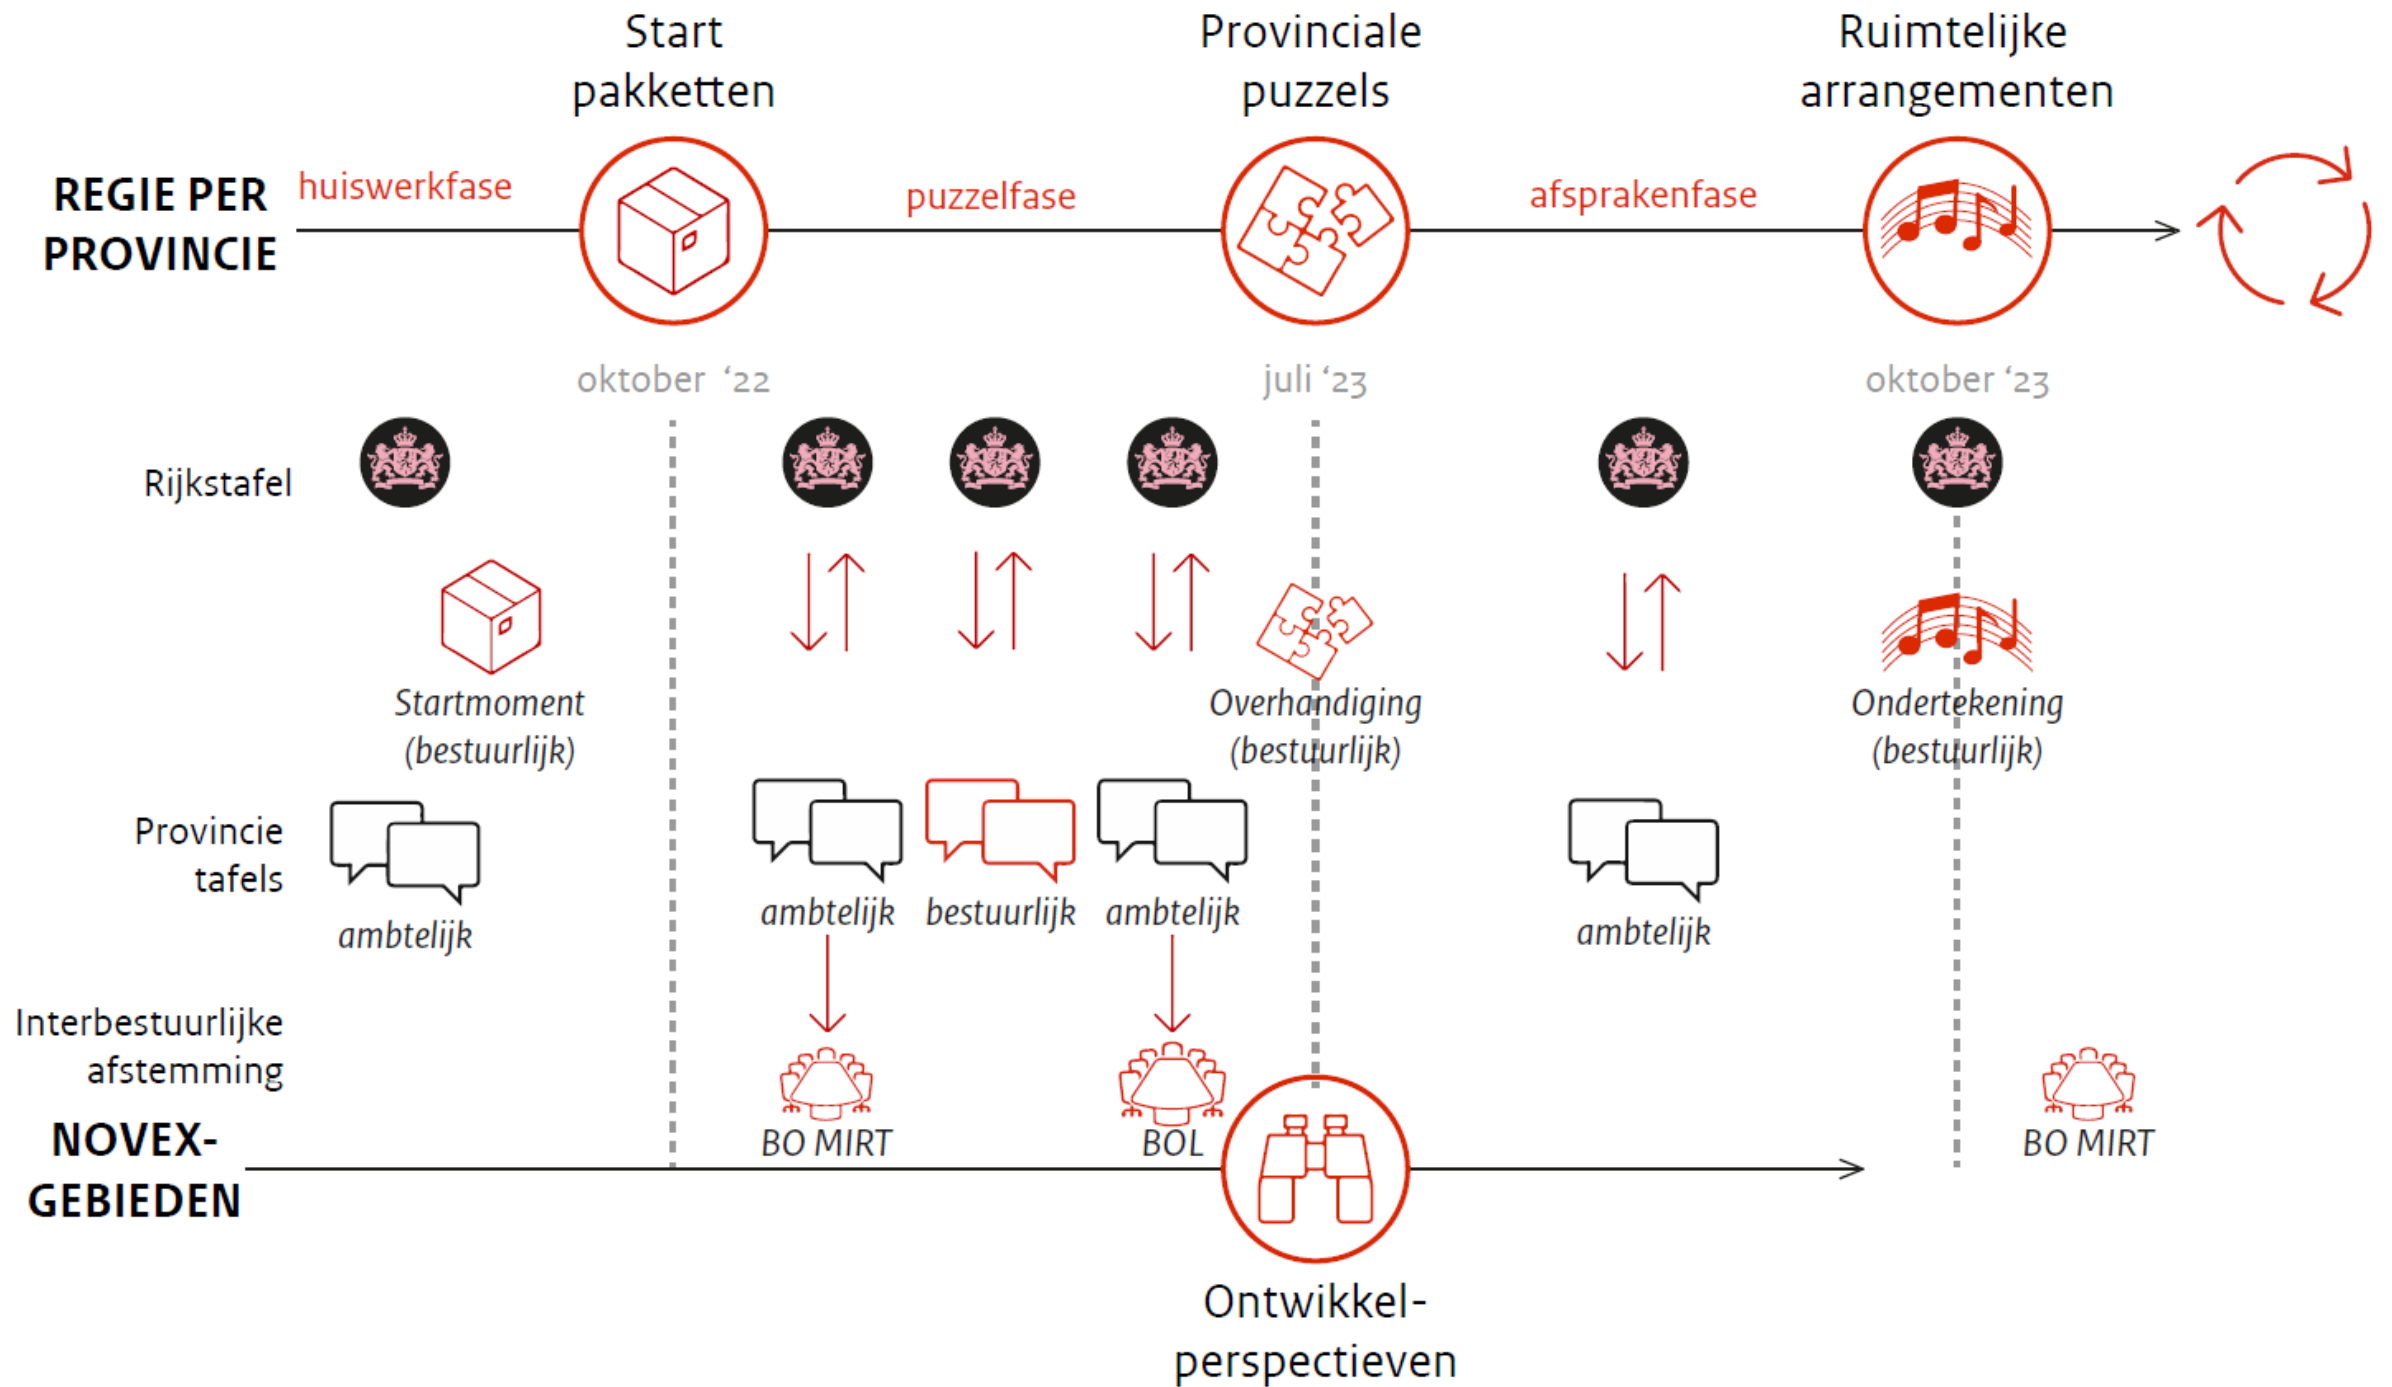 Start
pakketten
Provinciale
puzzels
Ruimtelijke
arrangementen
REGIE PER
PROVINCIE
huiswerkfase
puzzelfase
afsprakenfase
oktober ‘22
juli ‘23
oktober ‘23
Rijkstafel
Startmoment
(bestuurlijk)
Overhandiging
(bestuurlijk)
Ondertekening
(bestuurlijk)
Provincie
tafels
ambtelijk
ambtelijk
bestuurlijk
ambtelijk
ambtelijk
Interbestuurlijke
afstemming
BO MIRT
BOL
BO MIRT
NOVEX-
GEBIEDEN
Ontwikkel-
perspectieven